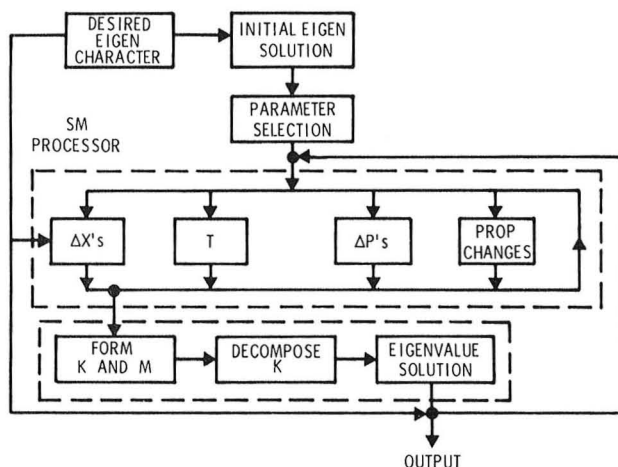 DESIRED
EIGEN
CHARACTER
INITIAL EIGEN
SOLUTION
PARAMETER
SELECTION
SM
PROCESSOR
ΔX's
T
ΔP's
PROP
CHANGES
FORM
K AND M
DECOMPOSE
K
EIGENVALUE
SOLUTION
OUTPUT